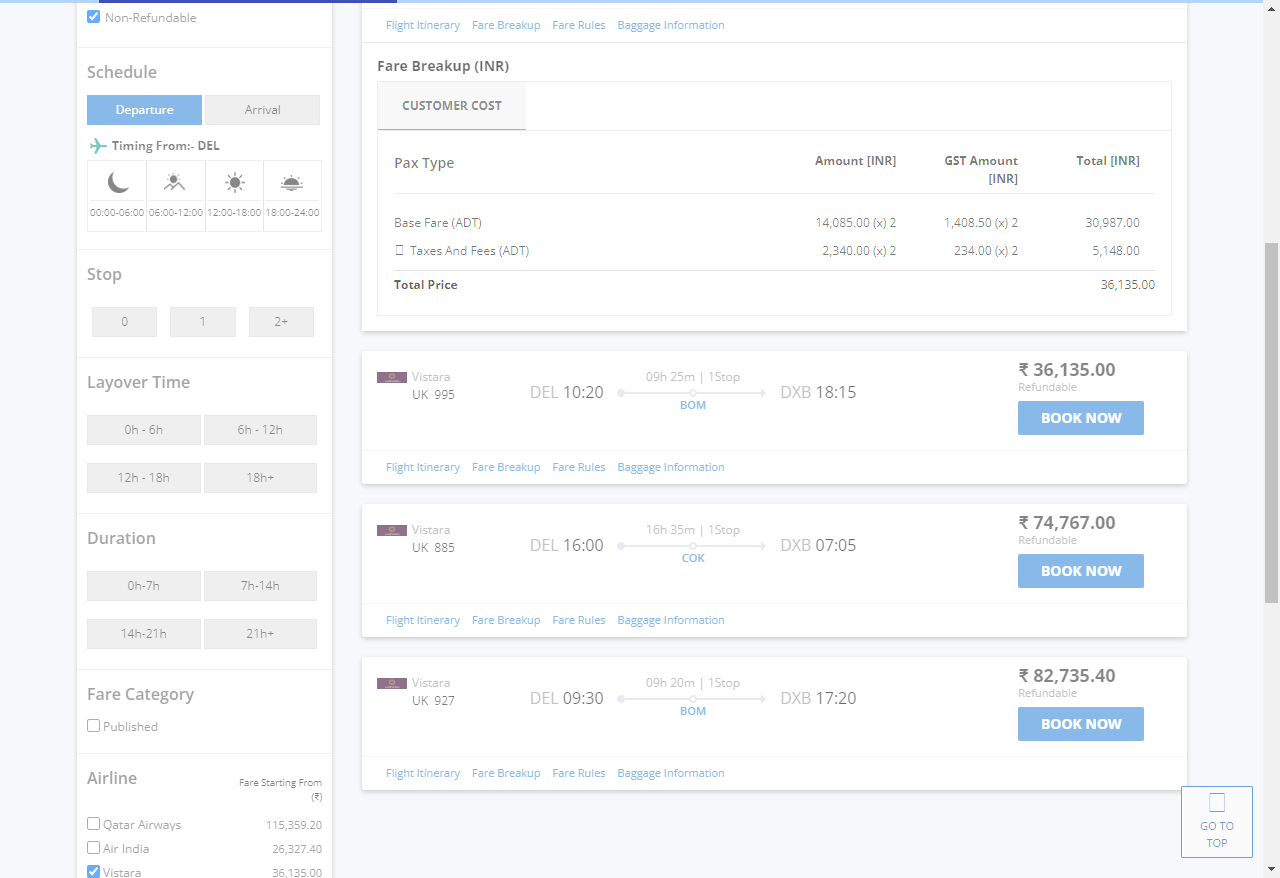 Non-Refundable
Schedule
Departure
Arrival
Timing From:- DEL
00:00-06:00
06:00-12:00
12:00-18:00
18:00-24:00
Stop
0
1
2+
Layover Time
0h - 6h
6h - 12h
12h - 18h
18h+
Duration
0h-7h
7h-14h
14h-21h
21h+
Fare Category
Published
Airline
Fare Starting From
(₹)
Qatar Airways 115,359.20
Air India 26,327.40
Vistara 36,135.00
Flight Itinerary Fare Breakup Fare Rules Baggage Information
Fare Breakup (INR)
CUSTOMER COST
Pax Type Amount [INR] GST Amount Total [INR]
[INR]
Base Fare (ADT) 14,085.00 (x) 2 1,408.50 (x) 2 30,987.00
Taxes And Fees (ADT) 2,340.00 (x) 2 234.00 (x) 2 5,148.00
Total Price 36,135.00
Vistara
UK 995
DEL 10:20
09h 25m | 1Stop
BOM
DXB 18:15
₹ 36,135.00
Refundable
BOOK NOW
Flight Itinerary Fare Breakup Fare Rules Baggage Information
Vistara
UK 885
DEL 16:00
16h 35m | 1Stop
COK
DXB 07:05
₹ 74,767.00
Refundable
BOOK NOW
Flight Itinerary Fare Breakup Fare Rules Baggage Information
Vistara
UK 927
DEL 09:30
09h 20m | 1Stop
BOM
DXB 17:20
₹ 82,735.40
Refundable
BOOK NOW
Flight Itinerary Fare Breakup Fare Rules Baggage Information
GO TO
TOP